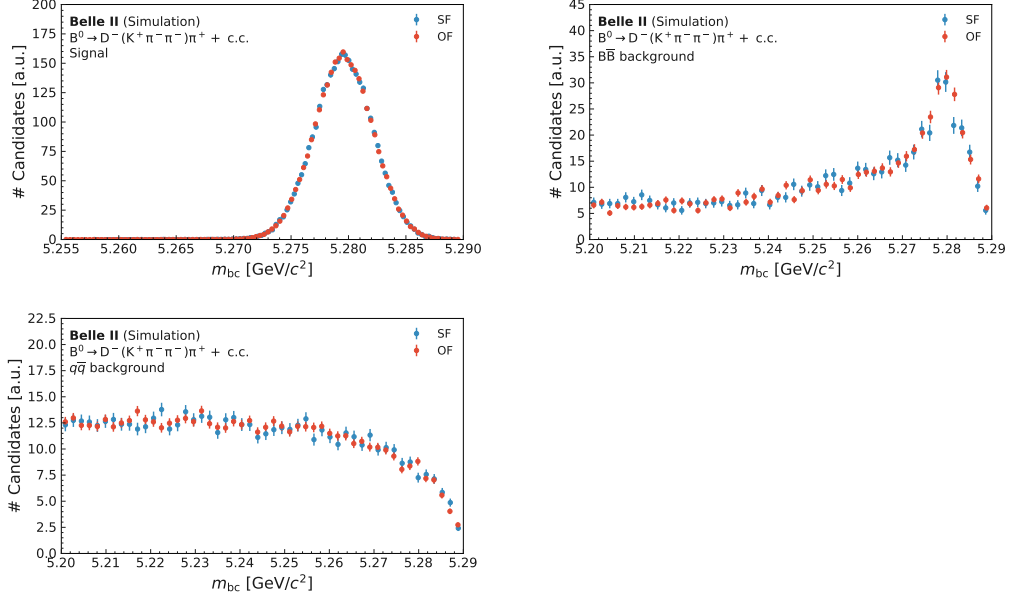 200
175
150
125
100
75
50
25
0
# Candidates [a.u.]
Belle II (Simulation)
B⁰→D⁻(K⁺π⁻π⁻)π⁺ + c.c.
Signal
SF
OF
5.255 5.260 5.265 5.270 5.275 5.280 5.285 5.290
m_bc [GeV/c²]
45
40
35
30
25
20
15
10
5
0
# Candidates [a.u.]
Belle II (Simulation)
B⁰→D⁻(K⁺π⁻π⁻)π⁺ + c.c.
BB̅ background
SF
OF
5.20 5.21 5.22 5.23 5.24 5.25 5.26 5.27 5.28 5.29
m_bc [GeV/c²]
22.5
20.0
17.5
15.0
12.5
10.0
7.5
5.0
2.5
0.0
# Candidates [a.u.]
Belle II (Simulation)
B⁰→D⁻(K⁺π⁻π⁻)π⁺ + c.c.
qq̅ background
SF
OF
5.20 5.21 5.22 5.23 5.24 5.25 5.26 5.27 5.28 5.29
m_bc [GeV/c²]